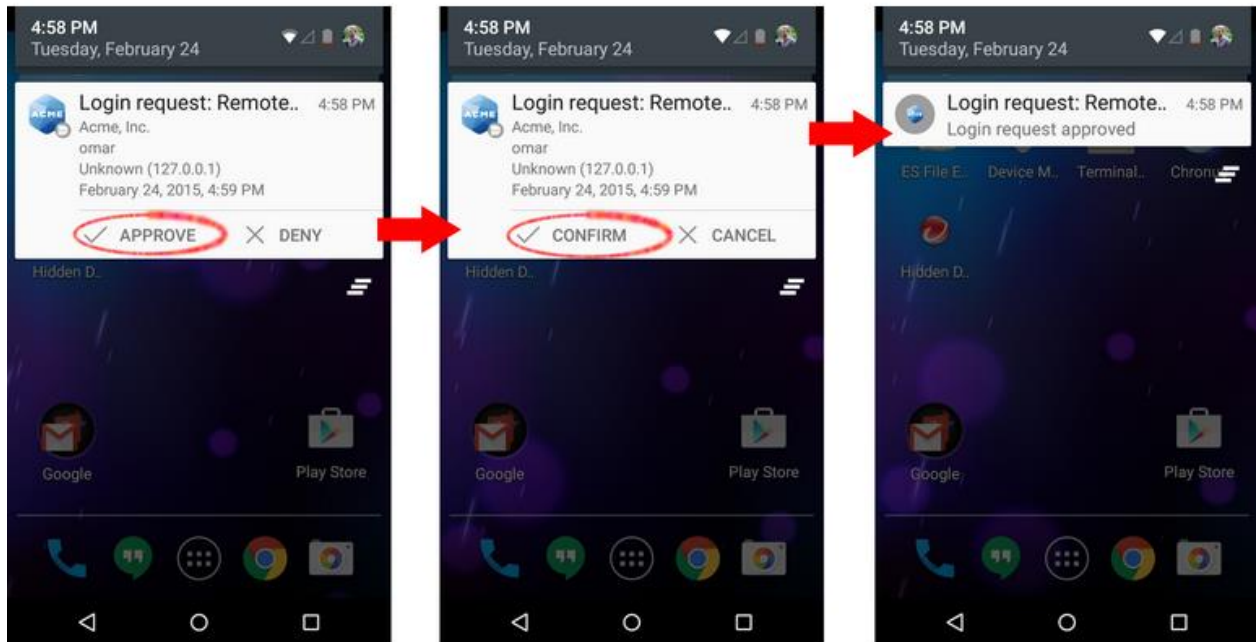 4:58 PM
Tuesday, February 24
ACME
Login request: Remote.. 4:58 PM
Acme, Inc.
omar
Unknown (127.0.0.1)
February 24, 2015, 4:59 PM
APPROVE DENY
Hidden D..
Google Play Store
4:58 PM
Tuesday, February 24
ACME
Login request: Remote.. 4:58 PM
Acme, Inc.
omar
Unknown (127.0.0.1)
February 24, 2015, 4:59 PM
CONFIRM CANCEL
Hidden D..
Google Play Store
4:58 PM
Tuesday, February 24
Login request: Remote.. 4:58 PM
Login request approved
ES File E.. Device M.. Terminal..
Hidden D..
Google Play Store